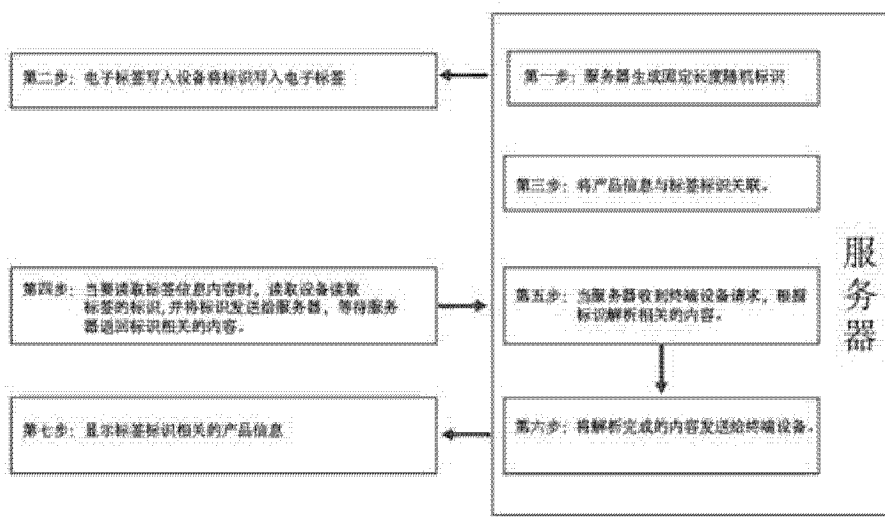 第二步：电子标签写入设备将标识写入电子标签
第一步：服务器生成固定长度随机标识
第三步：将产品信息与标签标识关联。
第四步：当要读取标签信息内容时，读取设备读取
标签的标识,并将标识发送给服务器，等待服务
器返回标识相关的内容。
第五步：当服务器收到终端设备请求，根据
标识解析相关的内容。
第七步：显示标签标识相关的产品信息
第六步：将解析完成的内容发送给终端设备。
服务器